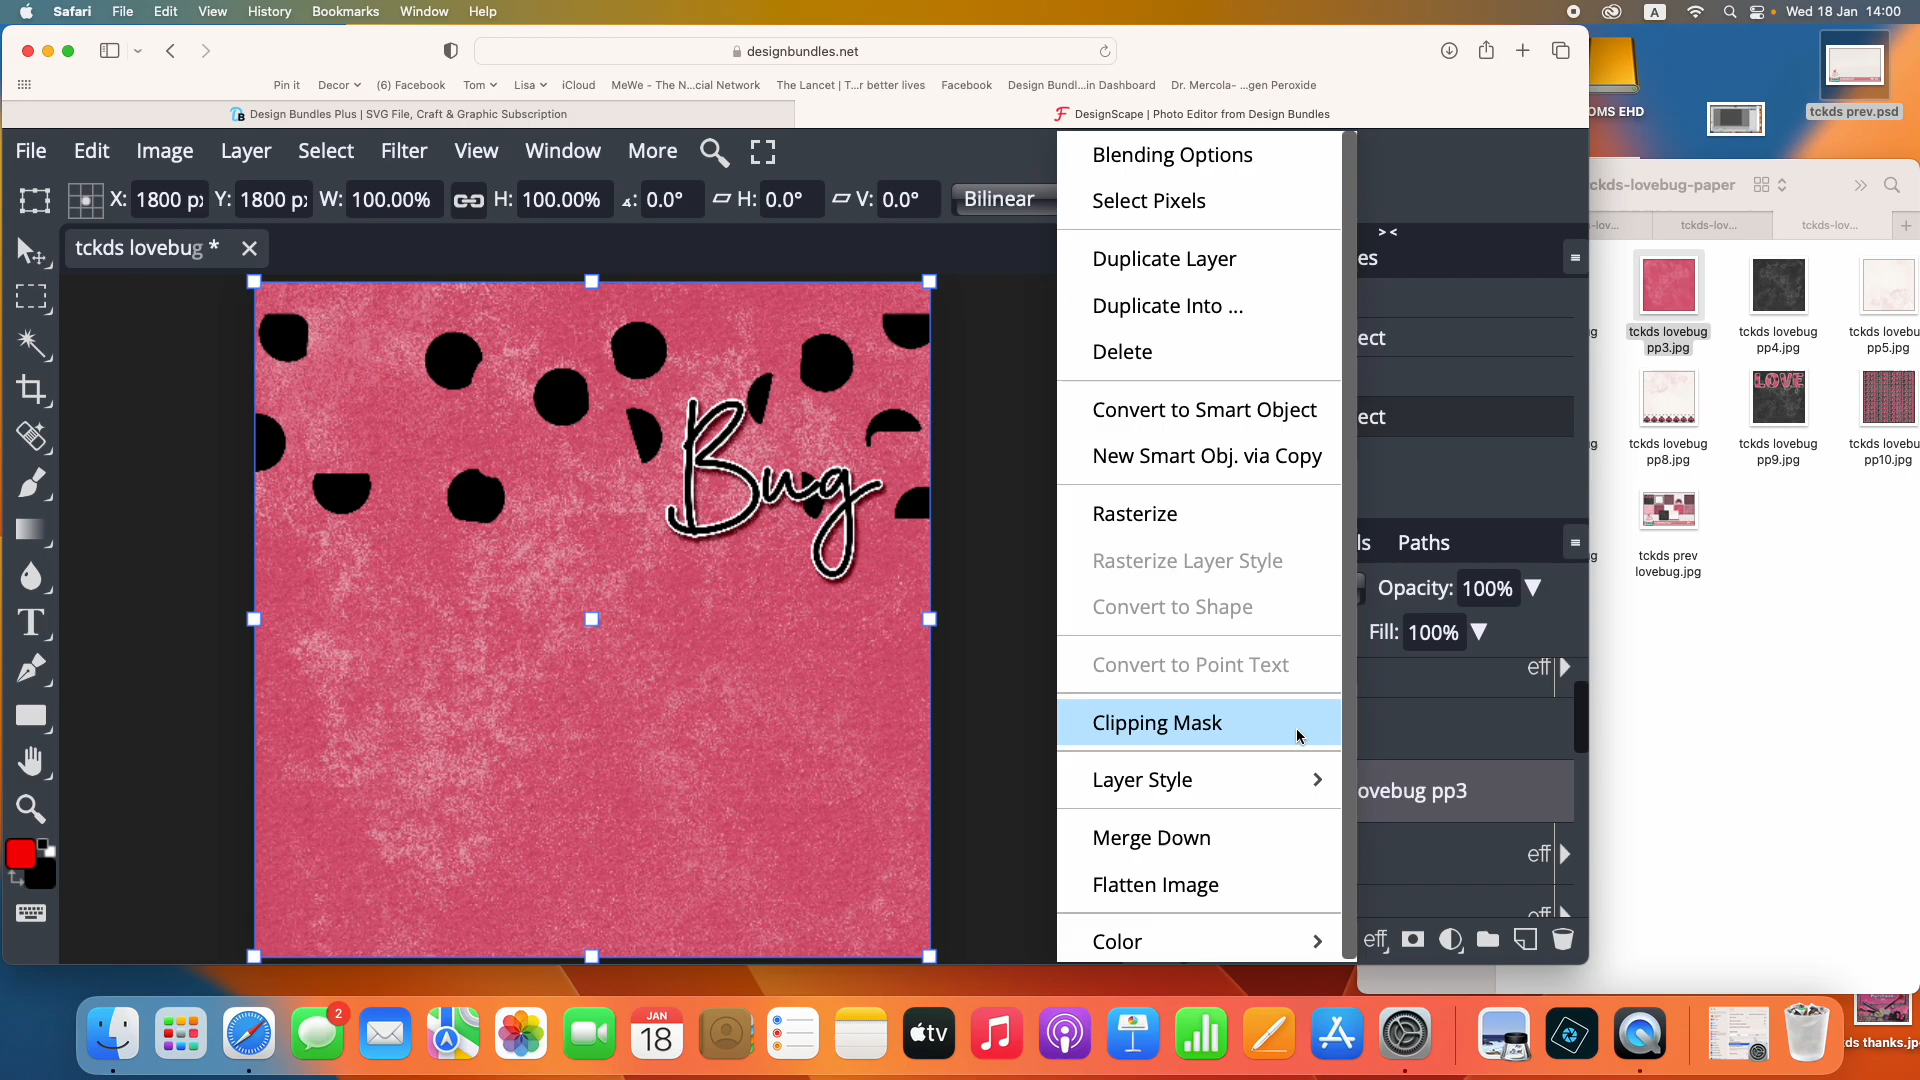 Safari File Edit View History Bookmarks Window Help
A Wed 18 Jan 14:00
designbundles.net
Pin it Decor (6) Facebook Tom Lisa iCloud MeWe - The N...cial Network The Lancet | T...r better lives Facebook Design Bundl...in Dashboard Dr. Mercola- ...gen Peroxide
Design Bundles Plus | SVG File, Craft & Graphic Subscription
DesignScape | Photo Editor from Design Bundles
File Edit Image Layer Select Filter View Window More
X: 1800 p Y: 1800 p W: 100.00% H: 100.00% 0.0° H: 0.0° V: 0.0° Bilinear
tckds lovebug *
Bug
Blending Options
Select Pixels
Duplicate Layer
Duplicate Into ...
Delete
Convert to Smart Object
New Smart Obj. via Copy
Rasterize
Rasterize Layer Style
Convert to Shape
Convert to Point Text
Clipping Mask
Layer Style
Merge Down
Flatten Image
Color
> <
es
ect
ect
ls Paths
Opacity: 100%
Fill: 100%
eff
ovebug pp3
eff
eff
eff
OMS EHD
tckds prev.psd
ckds-lovebug-paper
-lov... tckds-lov... tckds-lov...
tckds lovebug pp3.jpg
tckds lovebug pp4.jpg
tckds lovebu pp5.jpg
LOVE
tckds lovebug pp8.jpg
tckds lovebug pp9.jpg
tckds lovebu pp10.jpg
tckds prev lovebug.jpg
2
JAN
18
tv
ds thanks.jp